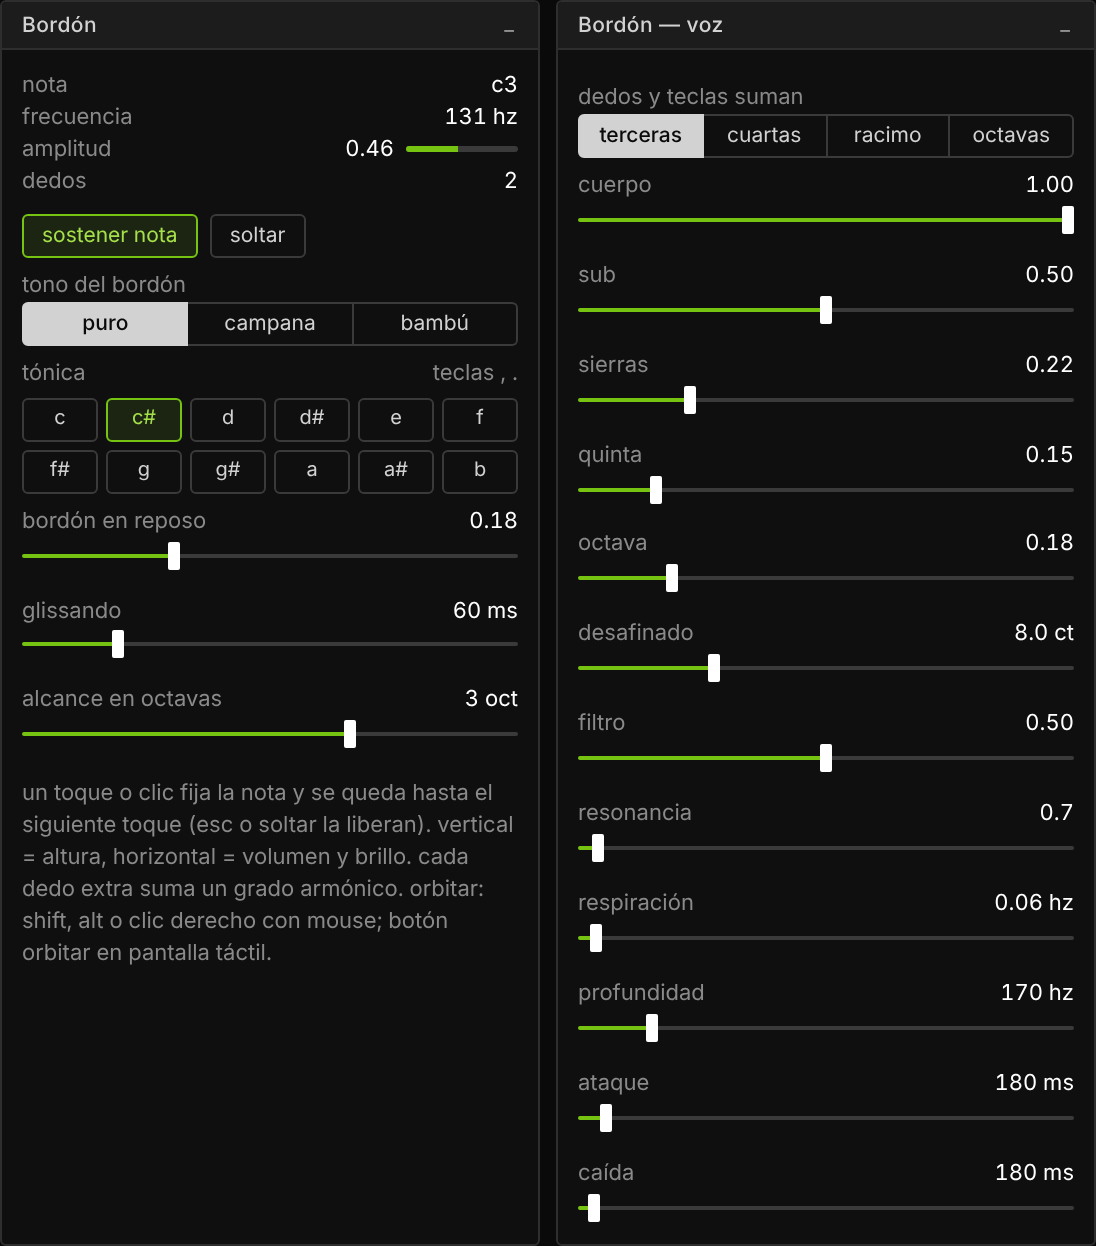 Bordón
nota c3
frecuencia 131 hz
amplitud 0.46
dedos 2
sostener nota soltar
tono del bordón
puro campana bambú
tónica teclas , .
c c# d d# e f
f# g g# a a# b
bordón en reposo 0.18
glissando 60 ms
alcance en octavas 3 oct
un toque o clic fija la nota y se queda hasta el
siguiente toque (esc o soltar la liberan). vertical
= altura, horizontal = volumen y brillo. cada
dedo extra suma un grado armónico. orbitar:
shift, alt o clic derecho con mouse; botón
orbitar en pantalla táctil.
Bordón — voz
dedos y teclas suman
terceras cuartas racimo octavas
cuerpo 1.00
sub 0.50
sierras 0.22
quinta 0.15
octava 0.18
desafinado 8.0 ct
filtro 0.50
resonancia 0.7
respiración 0.06 hz
profundidad 170 hz
ataque 180 ms
caída 180 ms